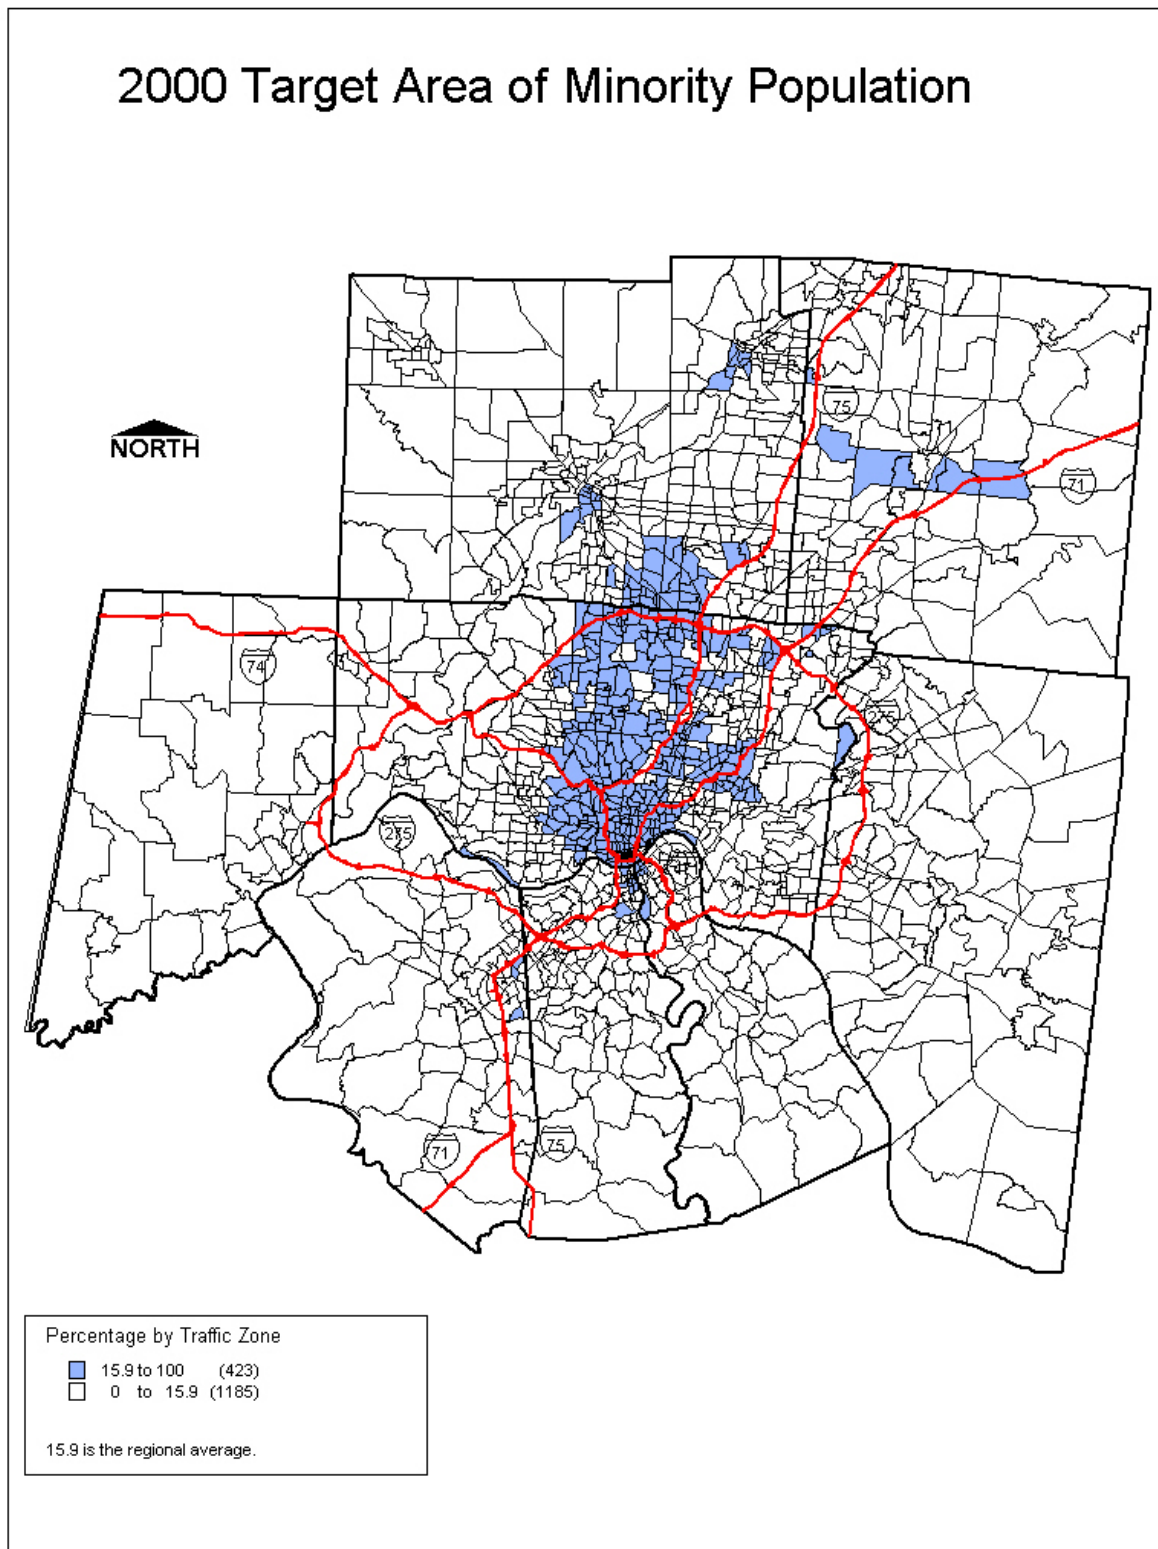 2000 Target Area of Minority Population
75
NORTH
71
74
275
71
75
Percentage by Traffic Zone
15.9 to 100 (423)
0 to 15.9 (1185)
15.9 is the regional average.